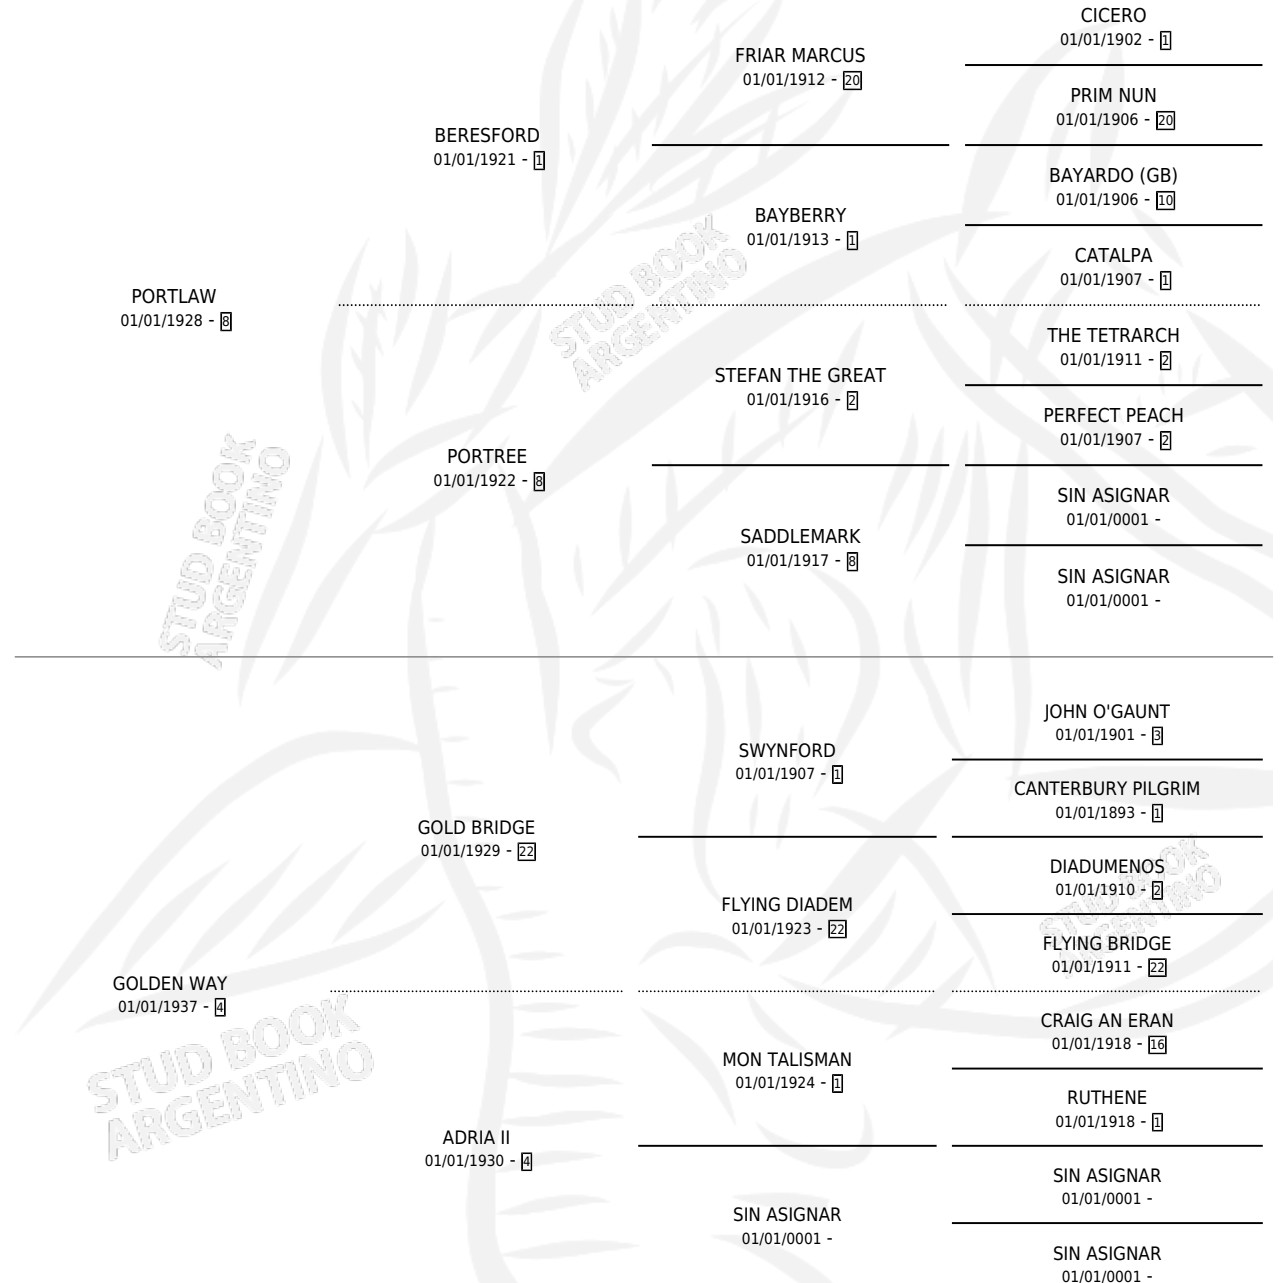 CICERO
01/01/1902 - 1
FRIAR MARCUS
01/01/1912 - 20
PRIM NUN
01/01/1906 - 20
BERESFORD
01/01/1921 - 1
BAYARDO (GB)
01/01/1906 - 10
BAYBERRY
01/01/1913 - 1
CATALPA
01/01/1907 - 1
PORTLAW
01/01/1928 - 8
THE TETRARCH
01/01/1911 - 2
STEFAN THE GREAT
01/01/1916 - 2
PERFECT PEACH
01/01/1907 - 2
PORTREE
01/01/1922 - 8
SIN ASIGNAR
01/01/0001 -
SADDLEMARK
01/01/1917 - 8
SIN ASIGNAR
01/01/0001 -
STUD BOOK
ARGENTINO
STUD BOOK
ARGENTINO
JOHN O'GAUNT
01/01/1901 - 3
SWYNFORD
01/01/1907 - 1
CANTERBURY PILGRIM
01/01/1893 - 1
GOLD BRIDGE
01/01/1929 - 22
DIADUMENOS
01/01/1910 - 2
FLYING DIADEM
01/01/1923 - 22
FLYING BRIDGE
01/01/1911 - 22
GOLDEN WAY
01/01/1937 - 4
CRAIG AN ERAN
01/01/1918 - 16
MON TALISMAN
01/01/1924 - 1
RUTHENE
01/01/1918 - 1
ADRIA II
01/01/1930 - 4
SIN ASIGNAR
01/01/0001 -
SIN ASIGNAR
01/01/0001 -
SIN ASIGNAR
01/01/0001 -
STUD BOOK
ARGENTINO
STUD BOOK
ARGENTINO